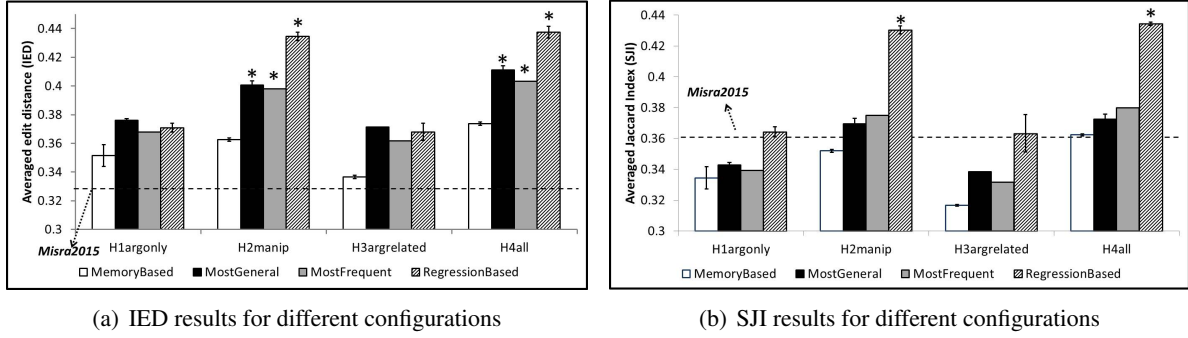 Averaged edit distance (IED)
0.44
0.42
0.4
0.38
0.36
0.34
0.32
0.3
* * * * * *
Misra2015
H1argonly H2manip H3argrelated H4all
MemoryBased MostGeneral MostFrequent RegressionBased
(a) IED results for different configurations
Averaged Jaccard Index (SJI)
0.44
0.42
0.4
0.38
0.36
0.34
0.32
0.3
* *
Misra2015
H1argonly H2manip H3argrelated H4all
MemoryBased MostGeneral MostFrequent RegressionBased
(b) SJI results for different configurations